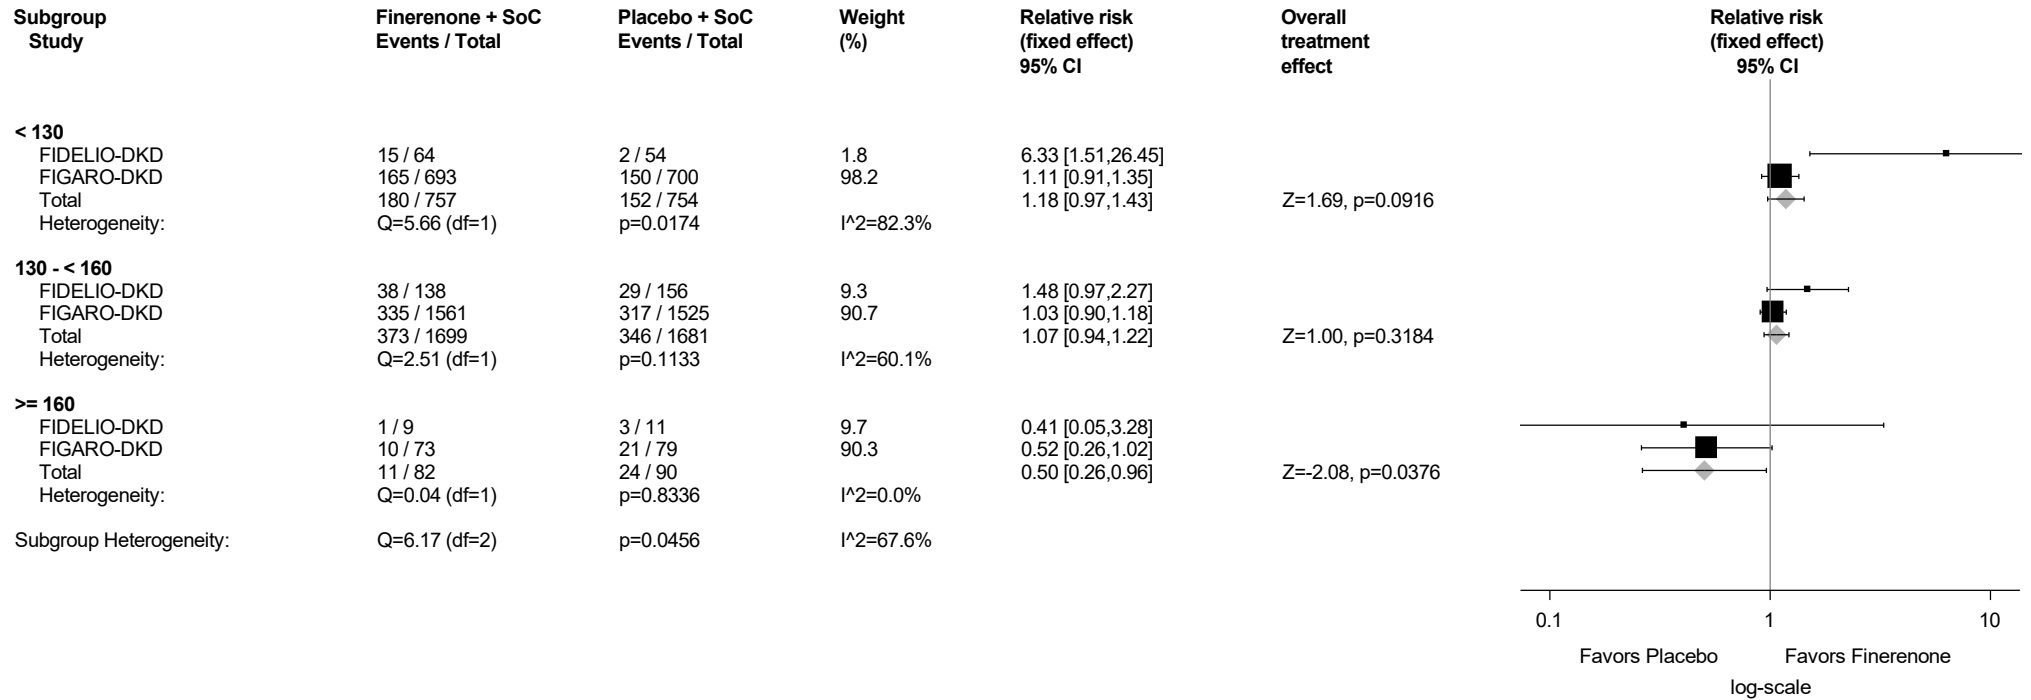 Subgroup Finerenone + SoC Placebo + SoC Weight Relative risk Overall Relative risk
Study Events / Total Events / Total (%) (fixed effect) treatment (fixed effect)
95% CI effect 95% CI
< 130
FIDELIO-DKD 15 / 64 2 / 54 1.8 6.33 [1.51,26.45]
FIGARO-DKD 165 / 693 150 / 700 98.2 1.11 [0.91,1.35]
Total 180 / 757 152 / 754 1.18 [0.97,1.43] Z=1.69, p=0.0916
Heterogeneity: Q=5.66 (df=1) p=0.0174 I^2=82.3%
130 - < 160
FIDELIO-DKD 38 / 138 29 / 156 9.3 1.48 [0.97,2.27]
FIGARO-DKD 335 / 1561 317 / 1525 90.7 1.03 [0.90,1.18]
Total 373 / 1699 346 / 1681 1.07 [0.94,1.22] Z=1.00, p=0.3184
Heterogeneity: Q=2.51 (df=1) p=0.1133 I^2=60.1%
>= 160
FIDELIO-DKD 1 / 9 3 / 11 9.7 0.41 [0.05,3.28]
FIGARO-DKD 10 / 73 21 / 79 90.3 0.52 [0.26,1.02]
Total 11 / 82 24 / 90 0.50 [0.26,0.96] Z=-2.08, p=0.0376
Heterogeneity: Q=0.04 (df=1) p=0.8336 I^2=0.0%
Subgroup Heterogeneity: Q=6.17 (df=2) p=0.0456 I^2=67.6%
0.1 1 10
Favors Placebo Favors Finerenone
log-scale